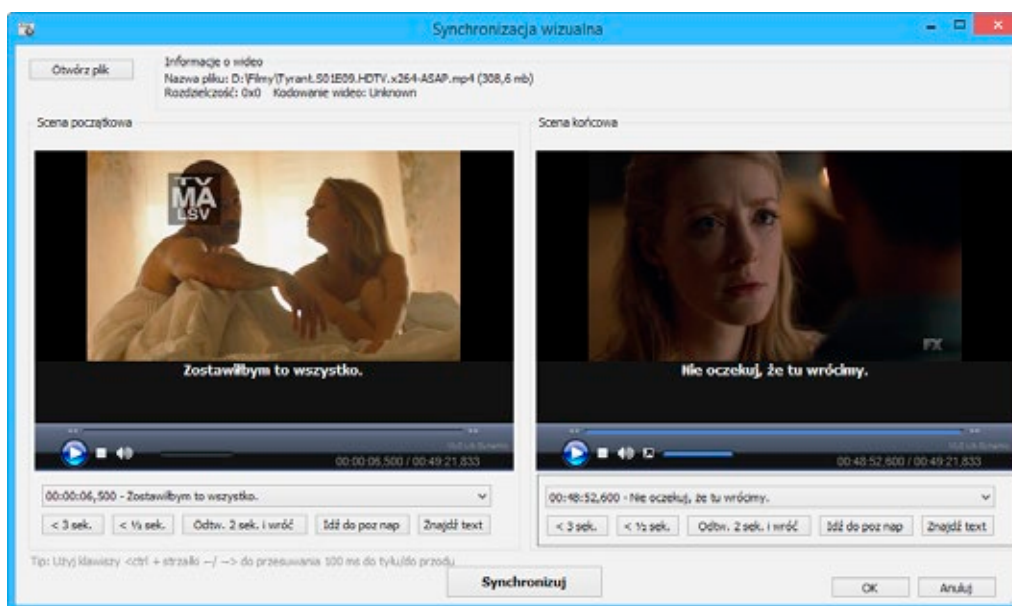 Synchronizacja wizualna
Otwórz plik
Informacje o wideo
Nazwa pliku: D:\Filmy\Tyrant.S01E09.HDTV.x264-ASAP.mp4 (308,6 mb)
Rozdzielczość: 0x0 Kodowanie wideo: Unknown
Scena początkowa
Scena końcowa
TV
MA
LSV
FX
Zostawiłbym to wszystko.
Nie oczekuj, że tu wrócimy.
00:00:06,500 / 00:49:21,833
00:48:52,600 / 00:49:21,833
00:00:06,500 - Zostawiłbym to wszystko.
00:48:52,600 - Nie oczekuj, że tu wrócimy.
< 3 sek. < ½ sek. Odtw. 2 sek. i wróć Idź do poz nap Znajdź text
< 3 sek. < ½ sek. Odtw. 2 sek. i wróć Idź do poz nap Znajdź text
Tip: Użyj klawiszy <ctrl + strzałki --/ --> do przesuwania 100 ms do tyłu/do przodu
Synchronizuj
OK Anuluj